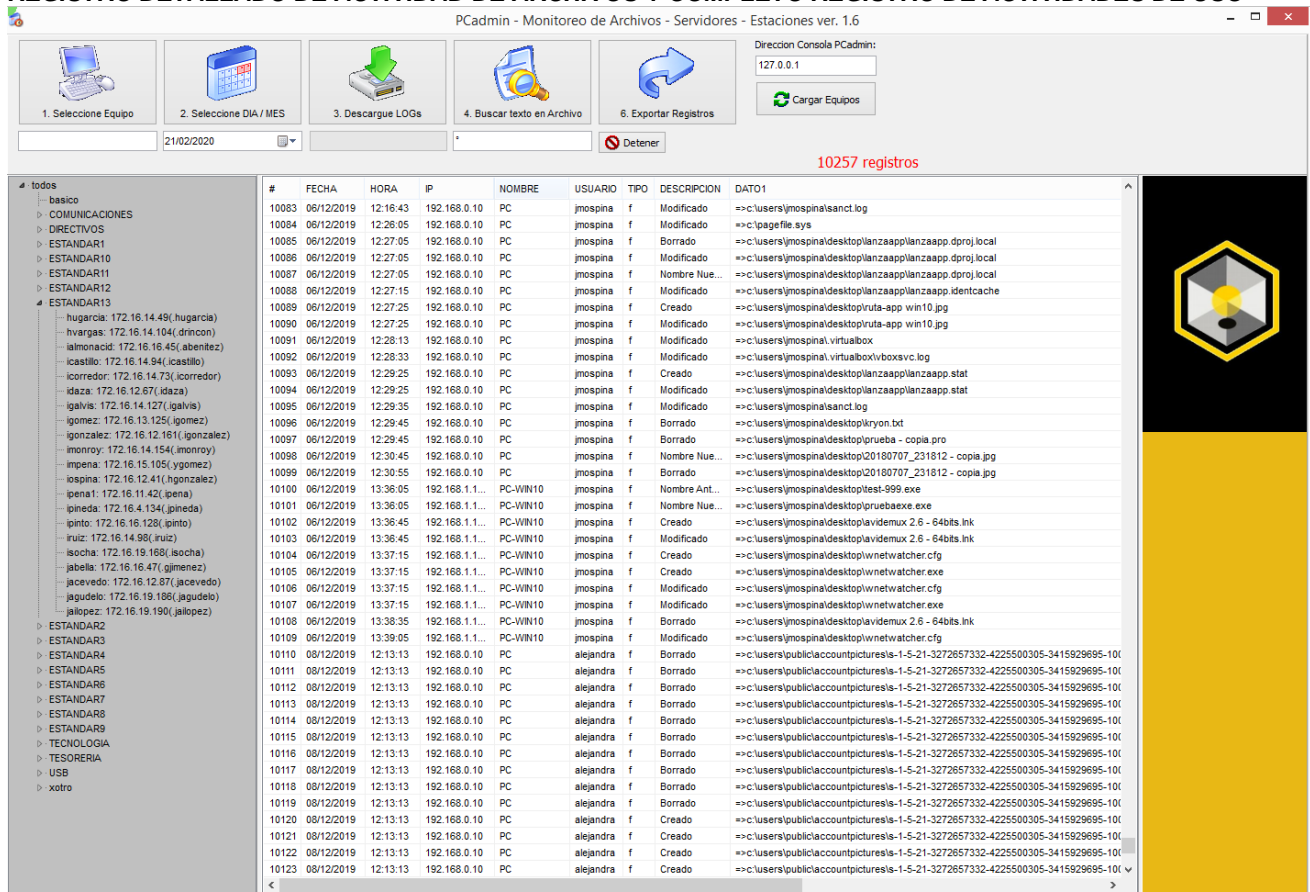 REGISTRO DETALLADO DE ACTIVIDAD DE ARCHIVOS Y COMPLETO REGISTRO DE ACTIVIDADES DE USO
PCadmin - Monitoreo de Archivos - Servidores - Estaciones ver. 1.6
Direccion Consola PCadmin:
127.0.0.1
Cargar Equipos
1. Seleccione Equipo
2. Seleccione DIA / MES
3. Descargue LOGs
4. Buscar texto en Archivo
6. Exportar Registros
21/02/2020
*
Detener
10257 registros
todos
basico
COMUNICACIONES
DIRECTIVOS
ESTANDAR1
ESTANDAR10
ESTANDAR11
ESTANDAR12
ESTANDAR13
hugarcia: 172.16.14.49(.hugarcia)
hvargas: 172.16.14.104(.drincon)
ialmonacid: 172.16.16.45(.abenitez)
icastillo: 172.16.14.94(.icastillo)
icorredor: 172.16.14.73(.icorredor)
idaza: 172.16.12.67(.idaza)
igalvis: 172.16.14.127(.igalvis)
igomez: 172.16.13.125(.igomez)
igonzalez: 172.16.12.161(.igonzalez)
imonroy: 172.16.14.154(.imonroy)
impena: 172.16.15.105(.ygomez)
iospina: 172.16.12.41(.hgonzalez)
ipena1: 172.16.11.42(.ipena)
ipineda: 172.16.4.134(.jpineda)
ipinto: 172.16.16.128(.ipinto)
iruiz: 172.16.14.98(.iruiz)
isocha: 172.16.19.168(.isocha)
jabella: 172.16.16.47(.gjimenez)
jacevedo: 172.16.12.87(.jacevedo)
jagudelo: 172.16.19.186(.jagudelo)
jailopez: 172.16.19.190(.jailopez)
ESTANDAR2
ESTANDAR3
ESTANDAR4
ESTANDAR5
ESTANDAR6
ESTANDAR7
ESTANDAR8
ESTANDAR9
TECNOLOGIA
TESORERIA
USB
xotro
# FECHA HORA IP NOMBRE USUARIO TIPO DESCRIPCION DATO1
10083 06/12/2019 12:16:43 192.168.0.10 PC jmospina f Modificado =>c:\users\jmospina\sanct.log
10084 06/12/2019 12:26:05 192.168.0.10 PC jmospina f Modificado =>c:\pagefile.sys
10085 06/12/2019 12:27:05 192.168.0.10 PC jmospina f Borrado =>c:\users\jmospina\desktop\lanzaapp\lanzaapp.dproj.local
10086 06/12/2019 12:27:05 192.168.0.10 PC jmospina f Modificado =>c:\users\jmospina\desktop\lanzaapp\lanzaapp.dproj.local
10087 06/12/2019 12:27:05 192.168.0.10 PC jmospina f Nombre Nue... =>c:\users\jmospina\desktop\lanzaapp\lanzaapp.dproj.local
10088 06/12/2019 12:27:15 192.168.0.10 PC jmospina f Modificado =>c:\users\jmospina\desktop\lanzaapp\lanzaapp.identcache
10089 06/12/2019 12:27:25 192.168.0.10 PC jmospina f Creado =>c:\users\jmospina\desktop\ruta-app win10.jpg
10090 06/12/2019 12:27:25 192.168.0.10 PC jmospina f Modificado =>c:\users\jmospina\desktop\ruta-app win10.jpg
10091 06/12/2019 12:28:13 192.168.0.10 PC jmospina f Modificado =>c:\users\jmospina\.virtualbox
10092 06/12/2019 12:28:33 192.168.0.10 PC jmospina f Modificado =>c:\users\jmospina\.virtualbox\vboxsvc.log
10093 06/12/2019 12:29:25 192.168.0.10 PC jmospina f Creado =>c:\users\jmospina\desktop\lanzaapp\lanzaapp.stat
10094 06/12/2019 12:29:25 192.168.0.10 PC jmospina f Modificado =>c:\users\jmospina\desktop\lanzaapp\lanzaapp.stat
10095 06/12/2019 12:29:35 192.168.0.10 PC jmospina f Modificado =>c:\users\jmospina\sanct.log
10096 06/12/2019 12:29:45 192.168.0.10 PC jmospina f Borrado =>c:\users\jmospina\desktop\kryon.txt
10097 06/12/2019 12:29:45 192.168.0.10 PC jmospina f Borrado =>c:\users\jmospina\desktop\prueba - copia.pro
10098 06/12/2019 12:30:45 192.168.0.10 PC jmospina f Nombre Nue... =>c:\users\jmospina\desktop\20180707_231812 - copia.jpg
10099 06/12/2019 12:30:55 192.168.0.10 PC jmospina f Borrado =>c:\users\jmospina\desktop\20180707_231812 - copia.jpg
10100 06/12/2019 13:36:05 192.168.1.1... PC-WIN10 jmospina f Nombre Ant... =>c:\users\jmospina\desktop\test-999.exe
10101 06/12/2019 13:36:05 192.168.1.1... PC-WIN10 jmospina f Nombre Nue... =>c:\users\jmospina\desktop\pruebaexe.exe
10102 06/12/2019 13:36:45 192.168.1.1... PC-WIN10 jmospina f Creado =>c:\users\jmospina\desktop\avidemux 2.6 - 64bits.lnk
10103 06/12/2019 13:36:45 192.168.1.1... PC-WIN10 jmospina f Modificado =>c:\users\jmospina\desktop\avidemux 2.6 - 64bits.lnk
10104 06/12/2019 13:37:15 192.168.1.1... PC-WIN10 jmospina f Creado =>c:\users\jmospina\desktop\wnetwatcher.cfg
10105 06/12/2019 13:37:15 192.168.1.1... PC-WIN10 jmospina f Creado =>c:\users\jmospina\desktop\wnetwatcher.exe
10106 06/12/2019 13:37:15 192.168.1.1... PC-WIN10 jmospina f Modificado =>c:\users\jmospina\desktop\wnetwatcher.cfg
10107 06/12/2019 13:37:15 192.168.1.1... PC-WIN10 jmospina f Modificado =>c:\users\jmospina\desktop\wnetwatcher.exe
10108 06/12/2019 13:38:35 192.168.1.1... PC-WIN10 jmospina f Borrado =>c:\users\jmospina\desktop\avidemux 2.6 - 64bits.lnk
10109 06/12/2019 13:39:05 192.168.1.1... PC-WIN10 jmospina f Modificado =>c:\users\jmospina\desktop\wnetwatcher.cfg
10110 08/12/2019 12:13:13 192.168.0.10 PC alejandra f Borrado =>c:\users\public\accountpictures\s-1-5-21-3272657332-4225500305-3415929695-100
10111 08/12/2019 12:13:13 192.168.0.10 PC alejandra f Borrado =>c:\users\public\accountpictures\s-1-5-21-3272657332-4225500305-3415929695-100
10112 08/12/2019 12:13:13 192.168.0.10 PC alejandra f Borrado =>c:\users\public\accountpictures\s-1-5-21-3272657332-4225500305-3415929695-100
10113 08/12/2019 12:13:13 192.168.0.10 PC alejandra f Borrado =>c:\users\public\accountpictures\s-1-5-21-3272657332-4225500305-3415929695-100
10114 08/12/2019 12:13:13 192.168.0.10 PC alejandra f Borrado =>c:\users\public\accountpictures\s-1-5-21-3272657332-4225500305-3415929695-100
10115 08/12/2019 12:13:13 192.168.0.10 PC alejandra f Borrado =>c:\users\public\accountpictures\s-1-5-21-3272657332-4225500305-3415929695-100
10116 08/12/2019 12:13:13 192.168.0.10 PC alejandra f Borrado =>c:\users\public\accountpictures\s-1-5-21-3272657332-4225500305-3415929695-100
10117 08/12/2019 12:13:13 192.168.0.10 PC alejandra f Borrado =>c:\users\public\accountpictures\s-1-5-21-3272657332-4225500305-3415929695-100
10118 08/12/2019 12:13:13 192.168.0.10 PC alejandra f Borrado =>c:\users\public\accountpictures\s-1-5-21-3272657332-4225500305-3415929695-100
10119 08/12/2019 12:13:13 192.168.0.10 PC alejandra f Borrado =>c:\users\public\accountpictures\s-1-5-21-3272657332-4225500305-3415929695-100
10120 08/12/2019 12:13:13 192.168.0.10 PC alejandra f Creado =>c:\users\public\accountpictures\s-1-5-21-3272657332-4225500305-3415929695-100
10121 08/12/2019 12:13:13 192.168.0.10 PC alejandra f Creado =>c:\users\public\accountpictures\s-1-5-21-3272657332-4225500305-3415929695-100
10122 08/12/2019 12:13:13 192.168.0.10 PC alejandra f Creado =>c:\users\public\accountpictures\s-1-5-21-3272657332-4225500305-3415929695-100
10123 08/12/2019 12:13:13 192.168.0.10 PC alejandra f Creado =>c:\users\public\accountpictures\s-1-5-21-3272657332-4225500305-3415929695-100